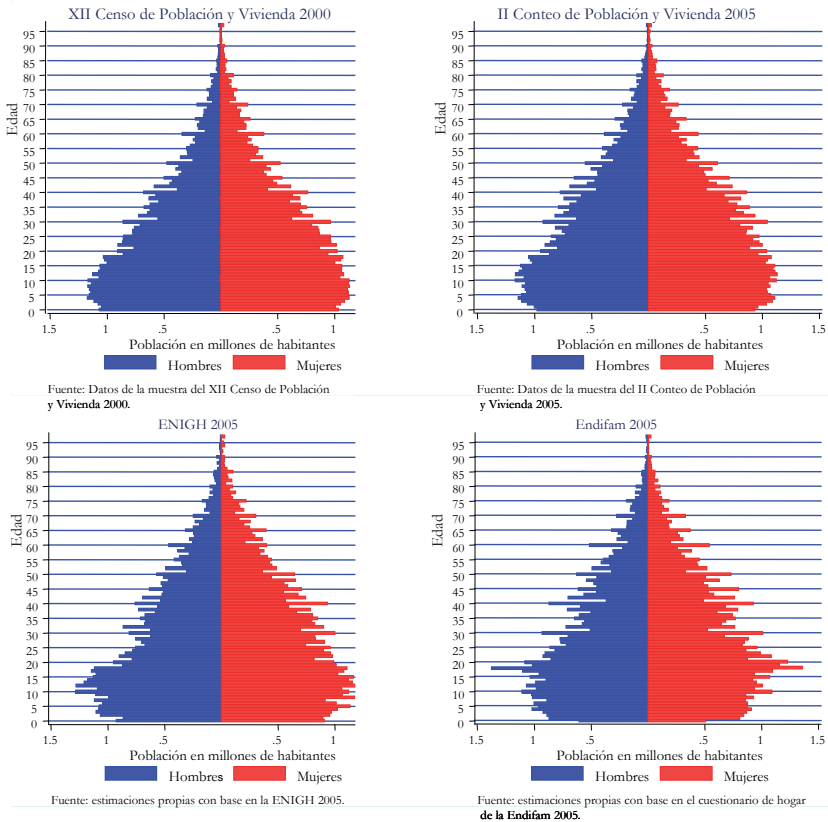 XII Censo de Población y Vivienda 2000
Edad
95
90
85
80
75
70
65
60
55
50
45
40
35
30
25
20
15
10
5
0
1.5 1 .5 .5 1
Población en millones de habitantes
Hombres Mujeres
Fuente: Datos de la muestra del XII Censo de Población
y Vivienda 2000.
II Conteo de Población y Vivienda 2005
Edad
95
90
85
80
75
70
65
60
55
50
45
40
35
30
25
20
15
10
5
0
1.5 1 .5 .5 1 1.5
Población en millones de habitantes
Hombres Mujeres
Fuente: Datos de la muestra del II Conteo de Población
y Vivienda 2005.
ENIGH 2005
Edad
95
90
85
80
75
70
65
60
55
50
45
40
35
30
25
20
15
10
5
0
1.5 1 .5 .5 1
Población en millones de habitantes
Hombres Mujeres
Fuente: estimaciones propias con base en la ENIGH 2005.
Endifam 2005
Edad
95
90
85
80
75
70
65
60
55
50
45
40
35
30
25
20
15
10
5
0
1.5 1 .5 .5 1 1.5
Población en millones de habitantes
Hombres Mujeres
Fuente: estimaciones propias con base en el cuestionario de hogar
de la Endifam 2005.